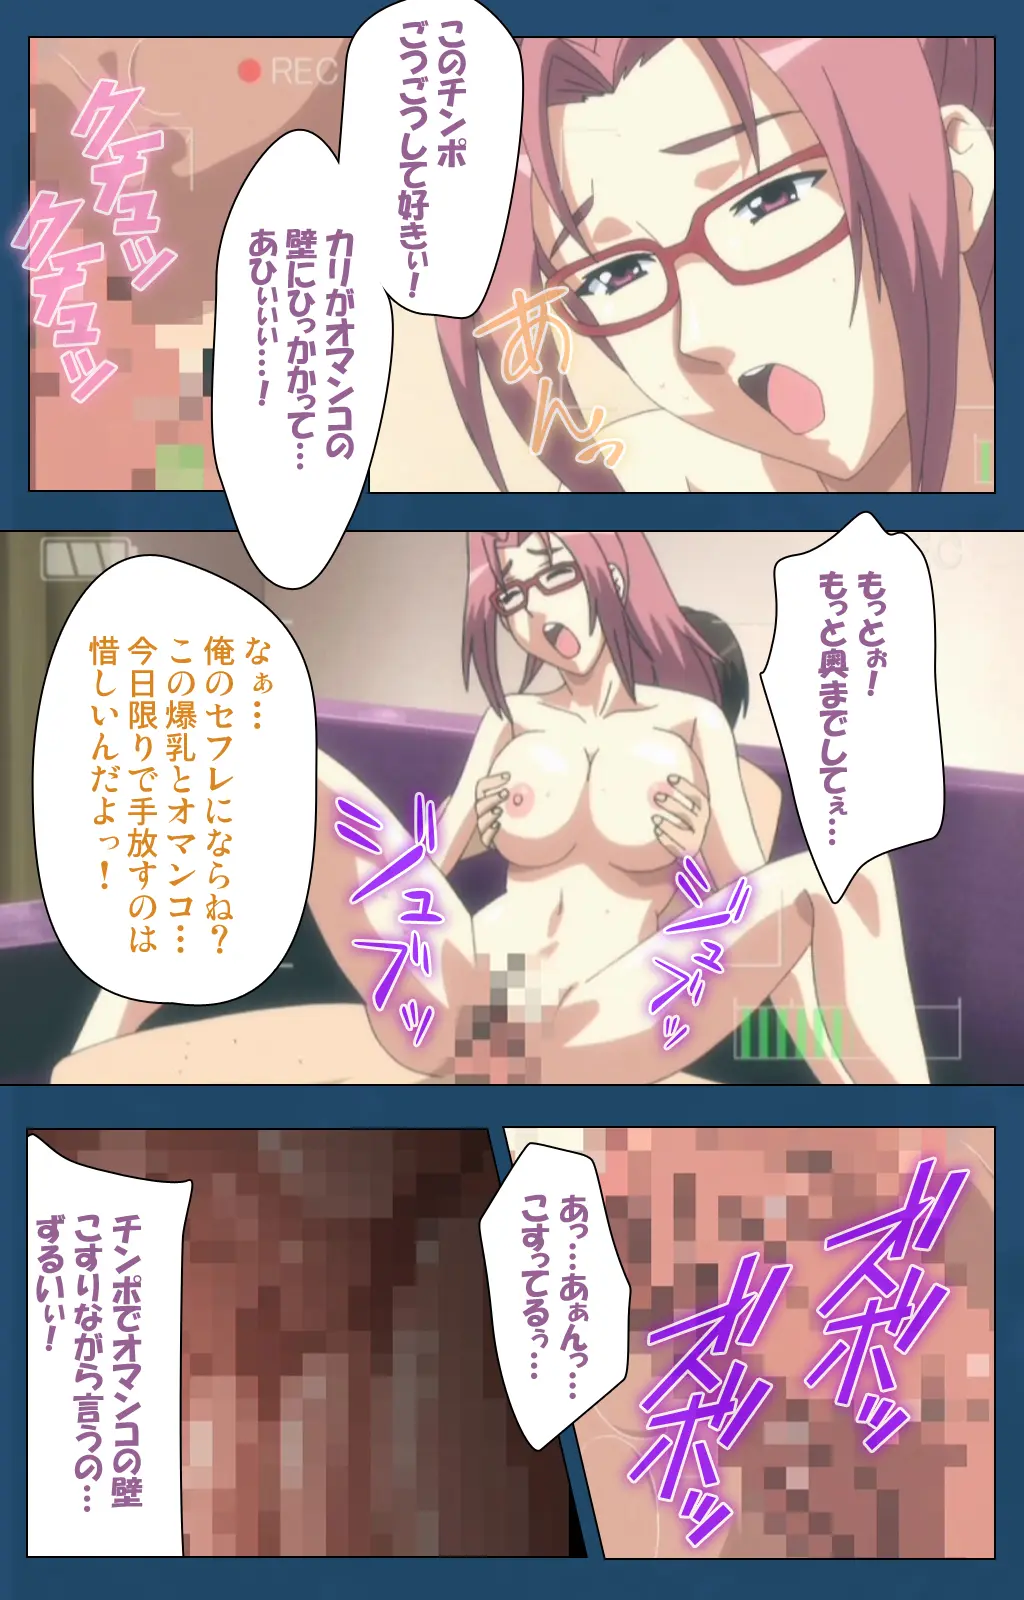 このチンポ
ごつごつして好きぃ！
REC
カリがオマンコの
壁にひっかかって…
あひぃぃぃ…！
あんっ
クチュッ
クチュッ
もっとぉ！
もっと奥までしてぇ…
なぁ…
俺のセフレにならね？
この爆乳とオマンコ…
今日限りで手放すのは
惜しいんだよっ！
ジュブッ
ジュブッ
あっ…あぁんっ…
こすってるぅ…
ズボッ
ズボッ
チンポでオマンコの壁
こすりながら言うの…
ずるいぃ！